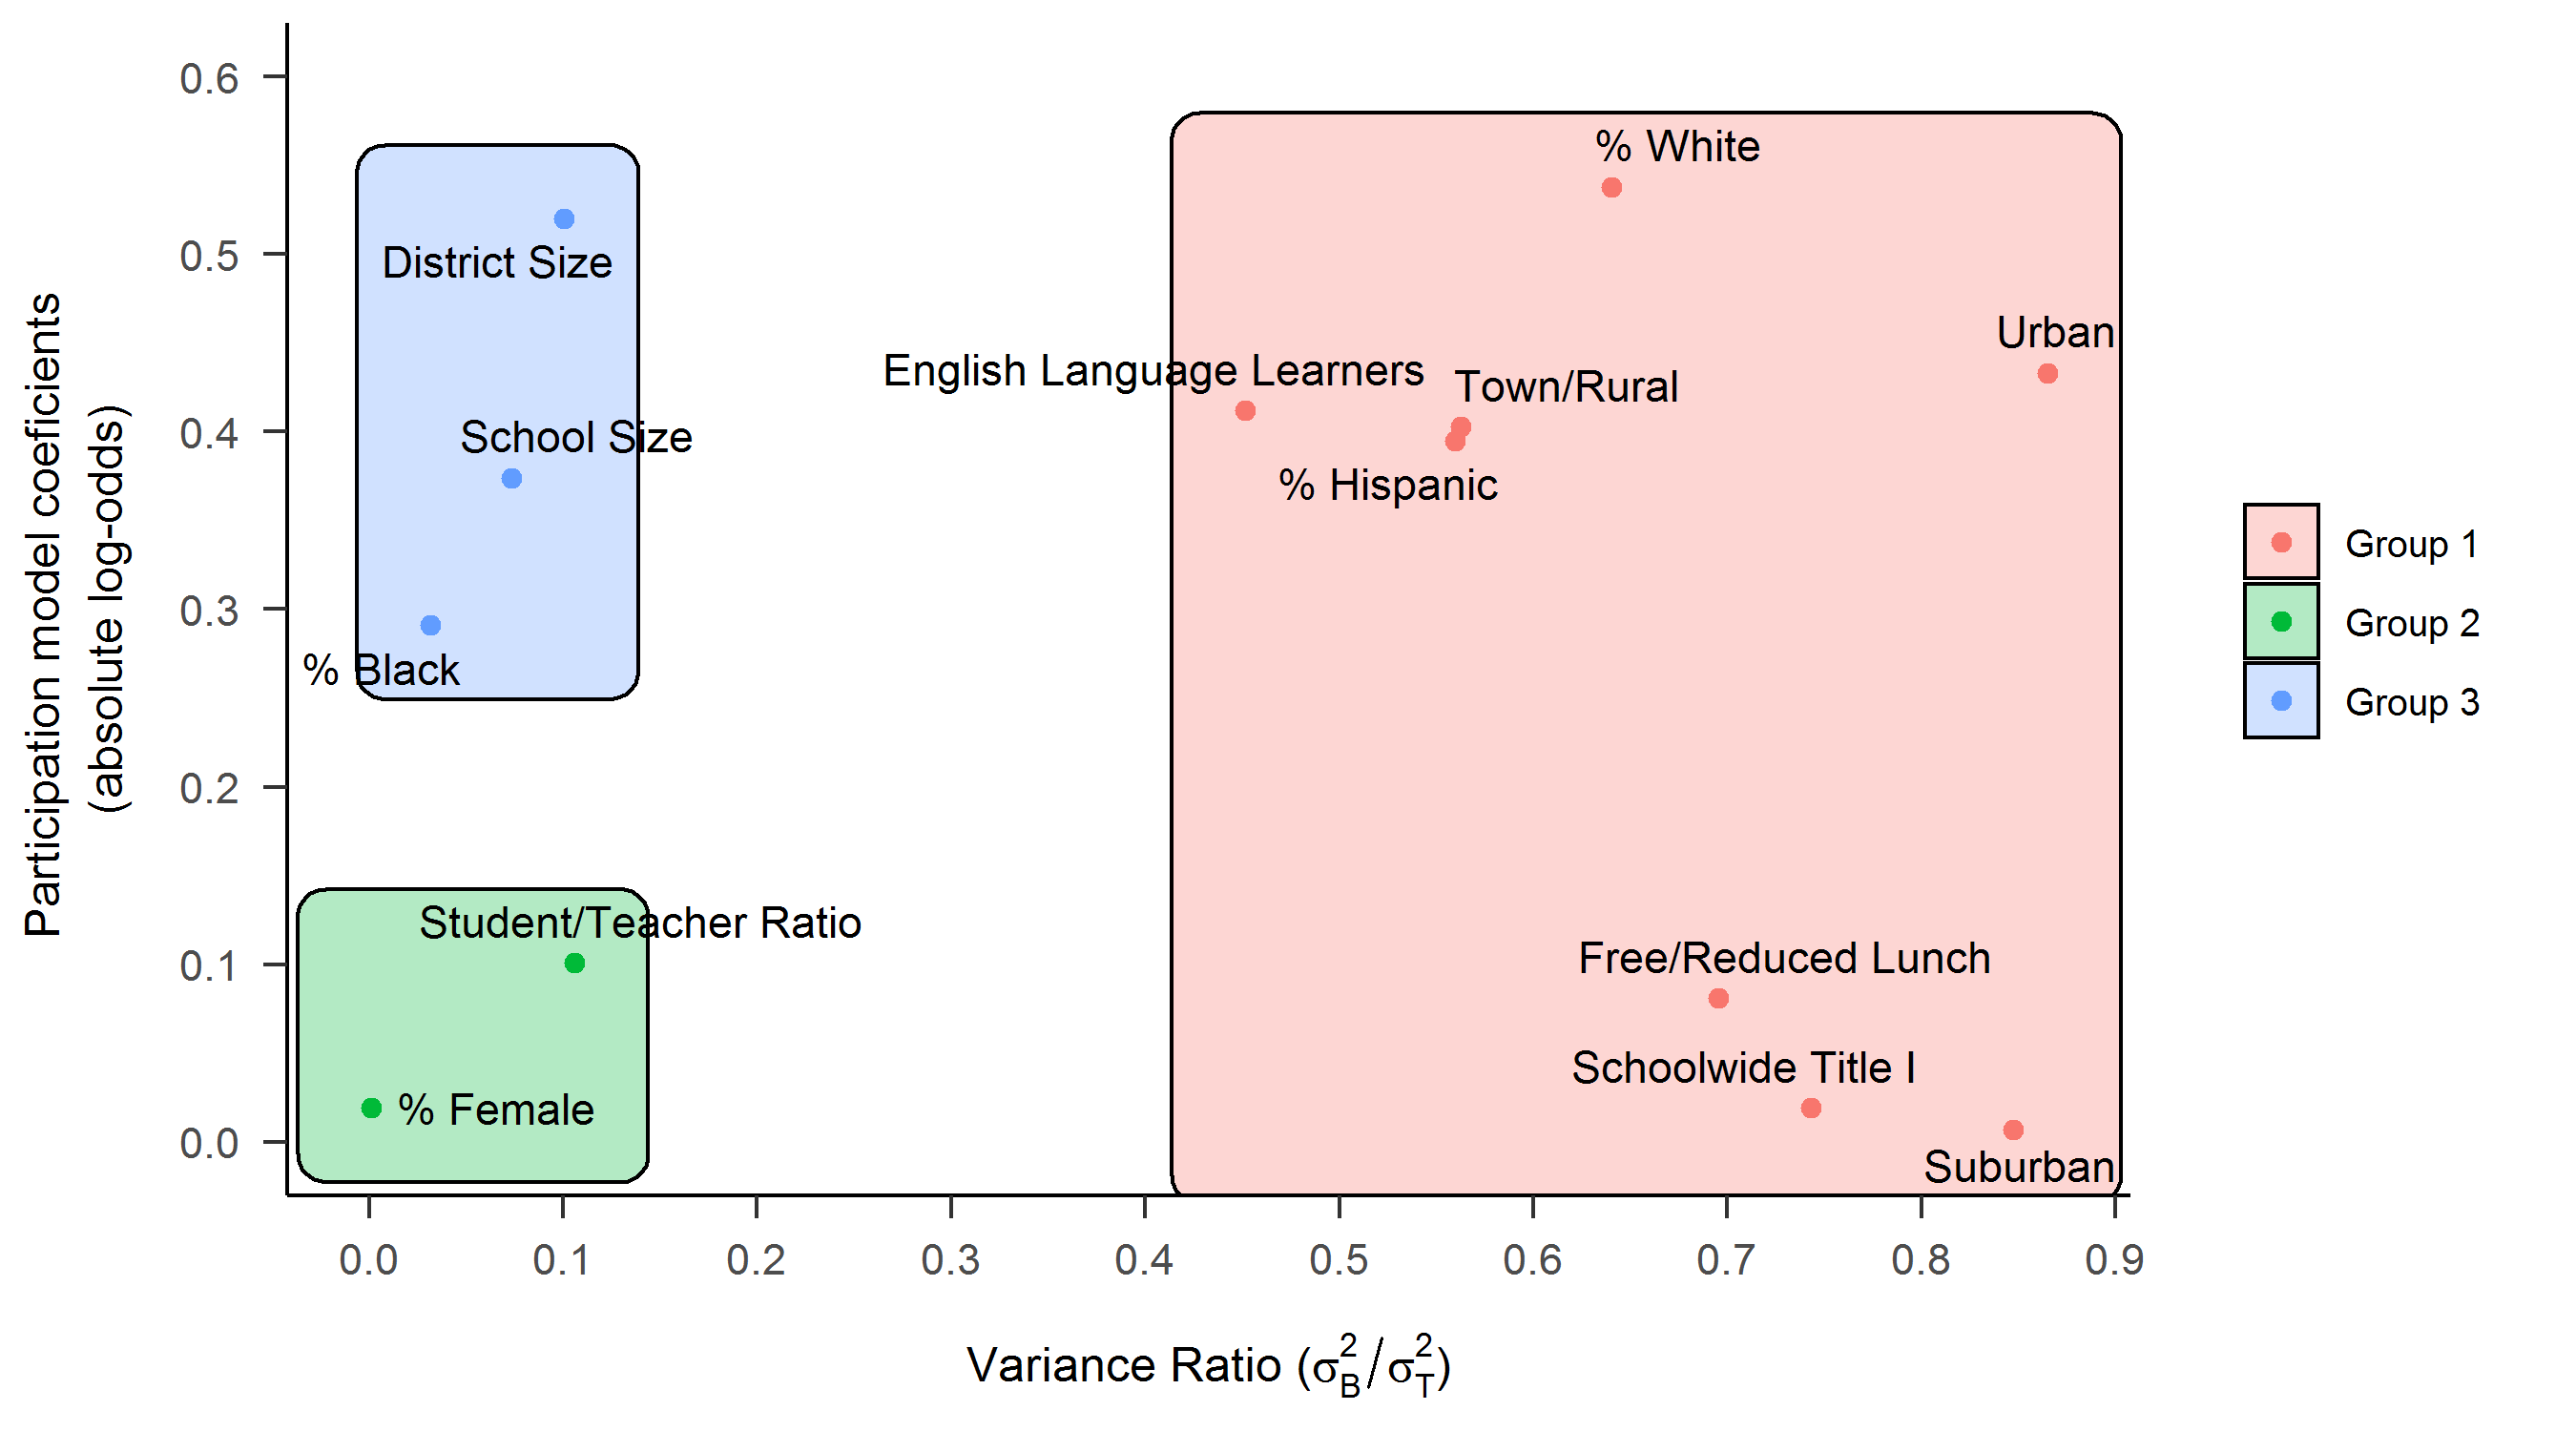 Participation model coeficients
(absolute log-odds)
0.6
0.5
0.4
0.3
0.2
0.1
0.0
% White
District Size
Urban
English Language Learners
Town/Rural
School Size
% Hispanic
% Black
Student/Teacher Ratio
Free/Reduced Lunch
Schoolwide Title I
% Female
Suburban
0.0 0.1 0.2 0.3 0.4 0.5 0.6 0.7 0.8 0.9
Variance Ratio (σ²B/σ²T)
Group 1
Group 2
Group 3